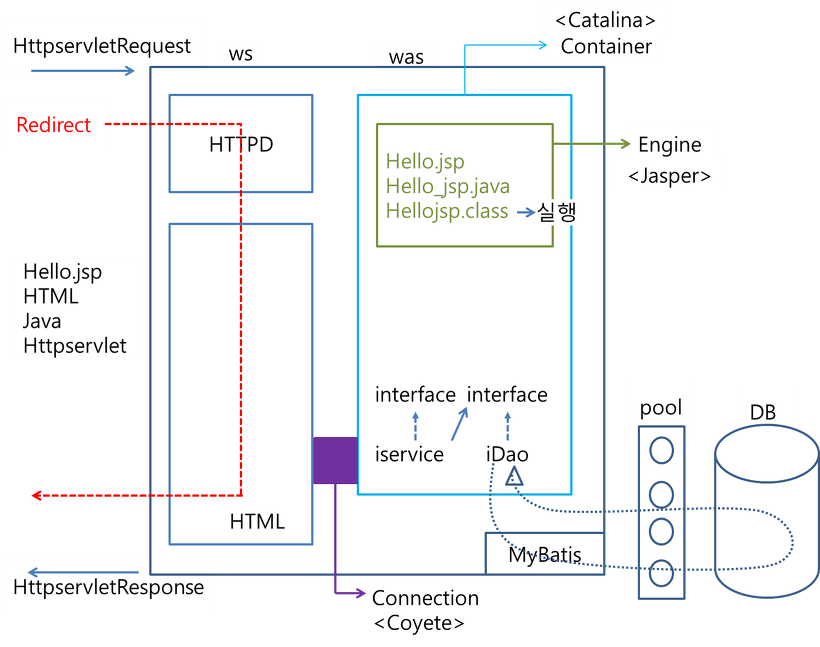 <Catalina>
Container
HttpservletRequest
ws
was
Redirect
HTTPD
Hello.jsp
Hello_jsp.java
Hellojsp.class
실행
Engine
<Jasper>
Hello.jsp
HTML
Java
Httpservlet
interface
interface
iservice
iDao
pool
DB
HTML
MyBatis
HttpservletResponse
Connection
<Coyete>